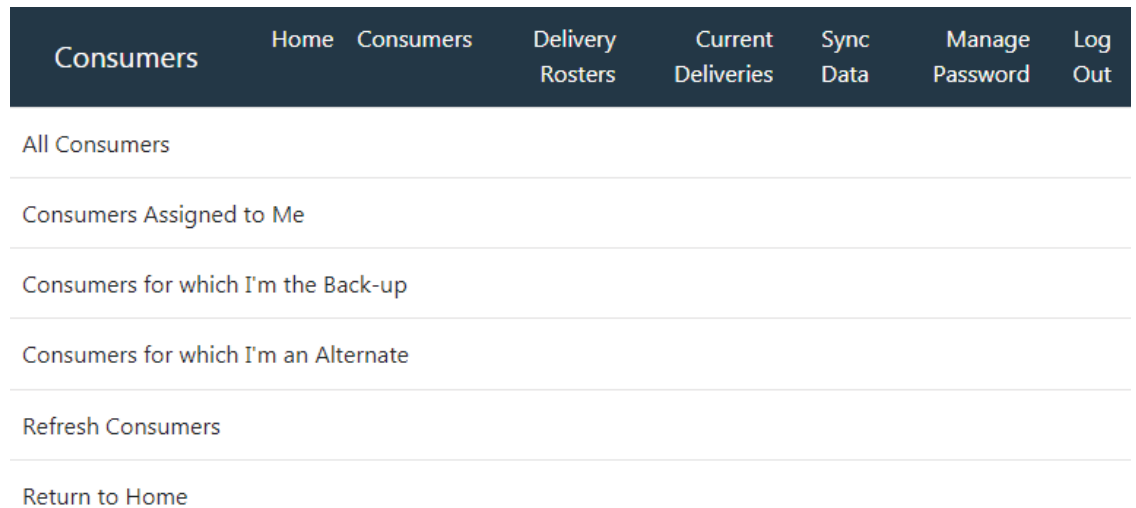 Consumers
Home Consumers Delivery Rosters Current Deliveries Sync Data Manage Password Log Out
All Consumers
Consumers Assigned to Me
Consumers for which I'm the Back-up
Consumers for which I'm an Alternate
Refresh Consumers
Return to Home